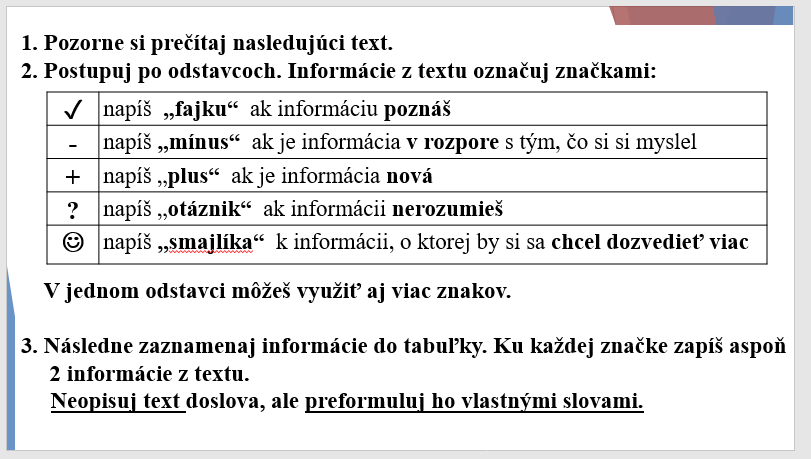 1. Pozorne si prečítaj nasledujúci text.
2. Postupuj po odstavcoch. Informácie z textu označuj značkami:
✓ napíš „fajku“ ak informáciu poznáš
- napíš „mínus“ ak je informácia v rozpore s tým, čo si si myslel
+ napíš „plus“ ak je informácia nová
? napíš „otáznik“ ak informácii nerozumieš
☺ napíš „smajlíka“ k informácii, o ktorej by si sa chcel dozvedieť viac
V jednom odstavci môžeš využiť aj viac znakov.
3. Následne zaznamenaj informácie do tabuľky. Ku každej značke zapíš aspoň
2 informácie z textu.
Neopisuj text doslova, ale preformuluj ho vlastnými slovami.